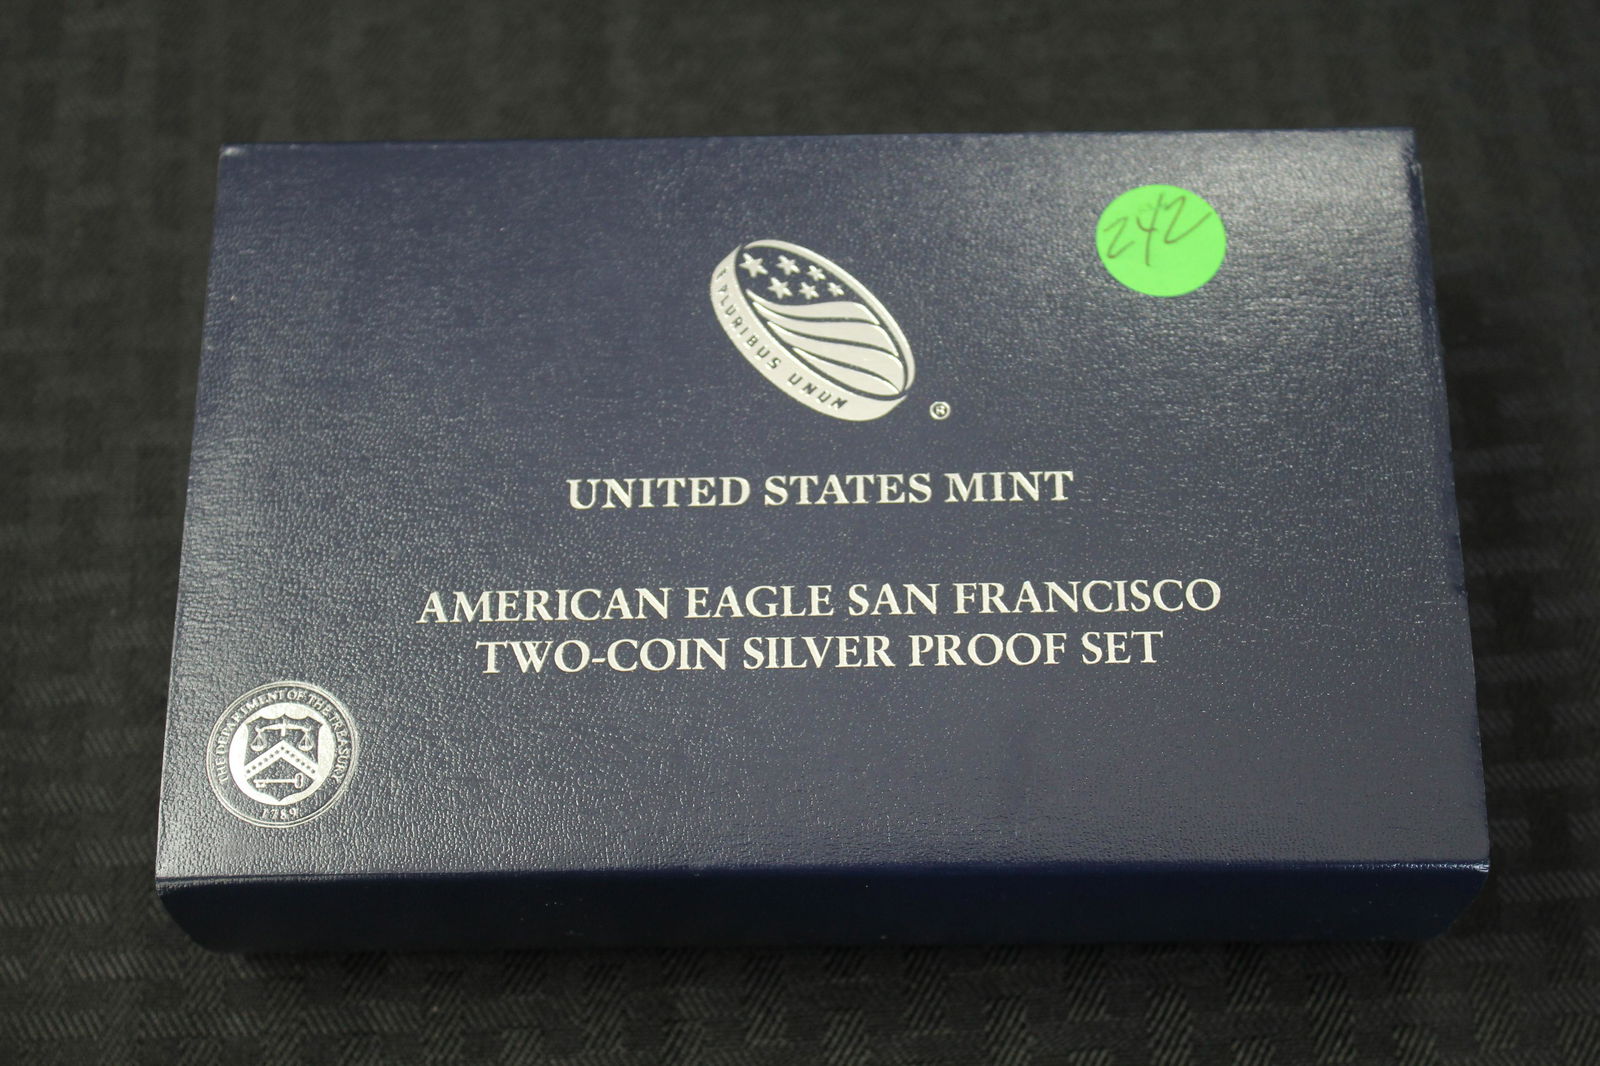 242
E PLURIBUS UNUM
®
UNITED STATES MINT
AMERICAN EAGLE SAN FRANCISCO
TWO-COIN SILVER PROOF SET
THE DEPARTMENT OF THE TREASURY
1789